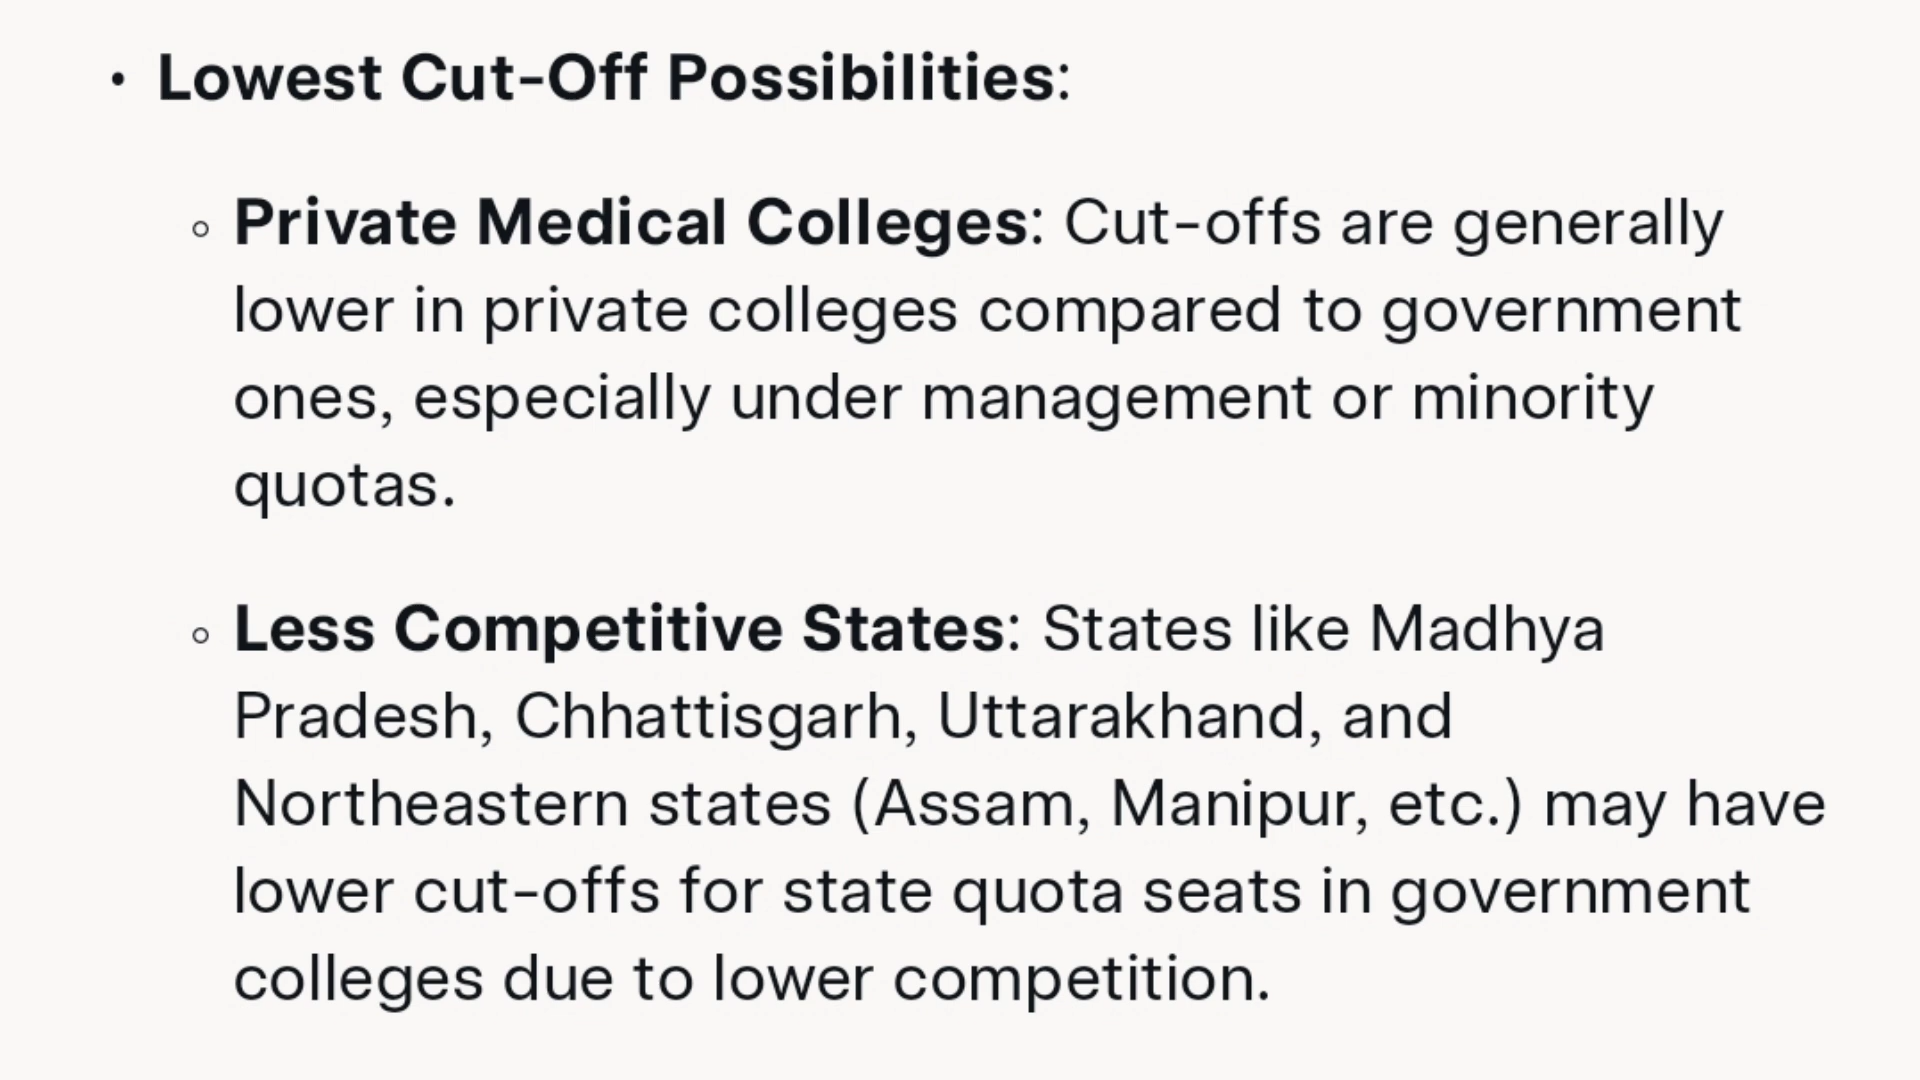 • Lowest Cut-Off Possibilities:
◦ Private Medical Colleges: Cut-offs are generally
lower in private colleges compared to government
ones, especially under management or minority
quotas.
◦ Less Competitive States: States like Madhya
Pradesh, Chhattisgarh, Uttarakhand, and
Northeastern states (Assam, Manipur, etc.) may have
lower cut-offs for state quota seats in government
colleges due to lower competition.